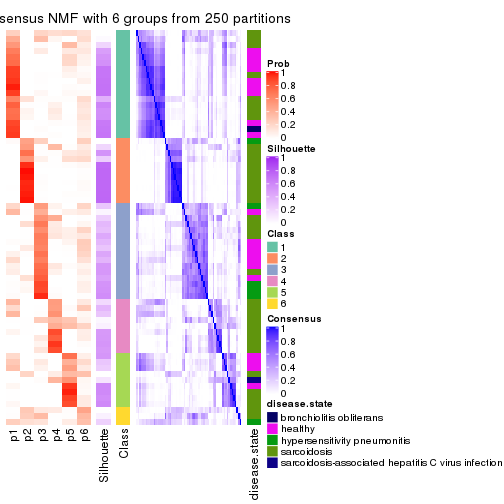 sensus NMF with 6 groups from 250 partitions
Prob
1
0.8
0.6
0.4
0.2
0
Silhouette
1
0.8
0.6
0.4
0.2
0
Class
1
2
3
4
5
6
Consensus
1
0.8
0.6
0.4
0.2
0
disease.state
bronchiolitis obliterans
healthy
hypersensitivity pneumonitis
sarcoidosis
sarcoidosis-associated hepatitis C virus infection
p1
p2
p3
p4
p5
p6
Silhouette
Class
disease.state